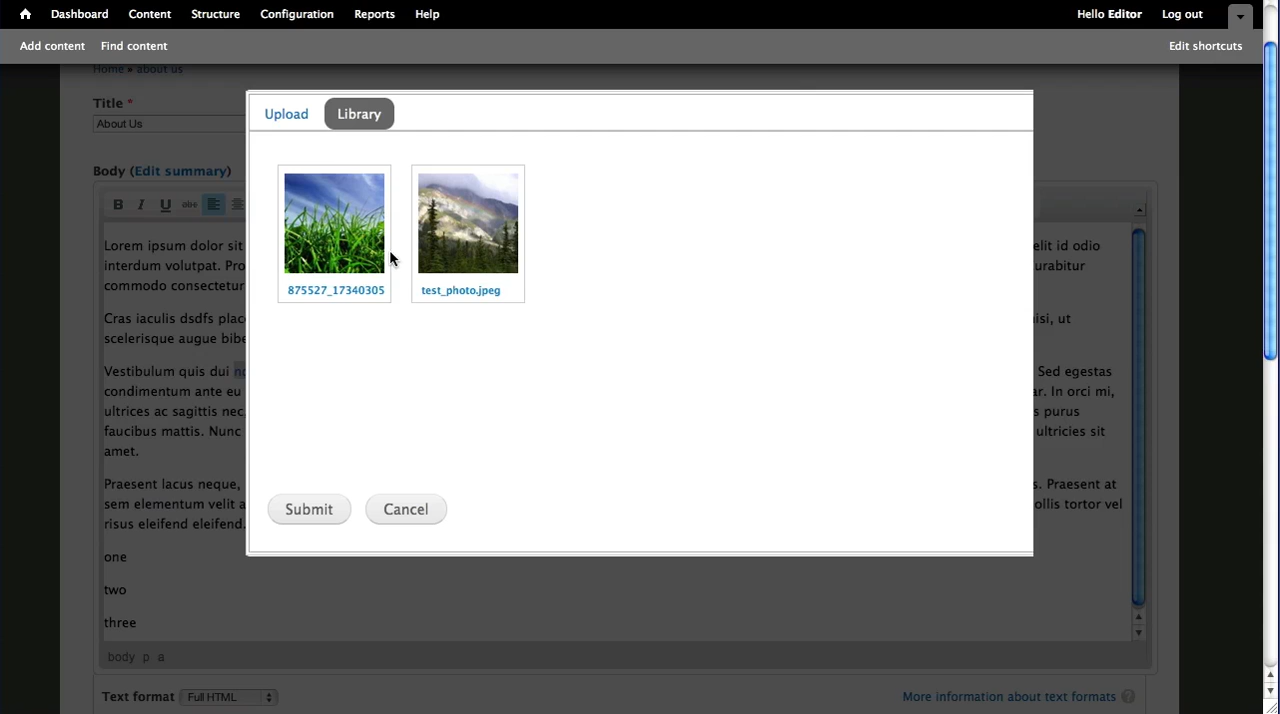 Dashboard Content Structure Configuration Reports Help Hello Editor Log out
Add content Find content Edit shortcuts
Home » about us
Title *
About Us
Upload Library
Body (Edit summary)
B I U abc
Lorem ipsum dolor sit elit id odio
interdum volutpat. Pro urabitur
commodo consectetur
875527_17340305 test_photo.jpeg
Cras iaculis dsdfs plac nisi, ut
scelerisque augue bibe
Vestibulum quis dui Sed egestas
condimentum ante eu ar. In orci mi,
ultrices ac sagittis nec. s purus
faucibus mattis. Nunc ultricies sit
amet.
Praesent lacus neque, s. Praesent at
sem elementum velit a ollis tortor vel
risus eleifend eleifend.
Submit Cancel
one
two
three
body p a
Text format Full HTML More information about text formats ?